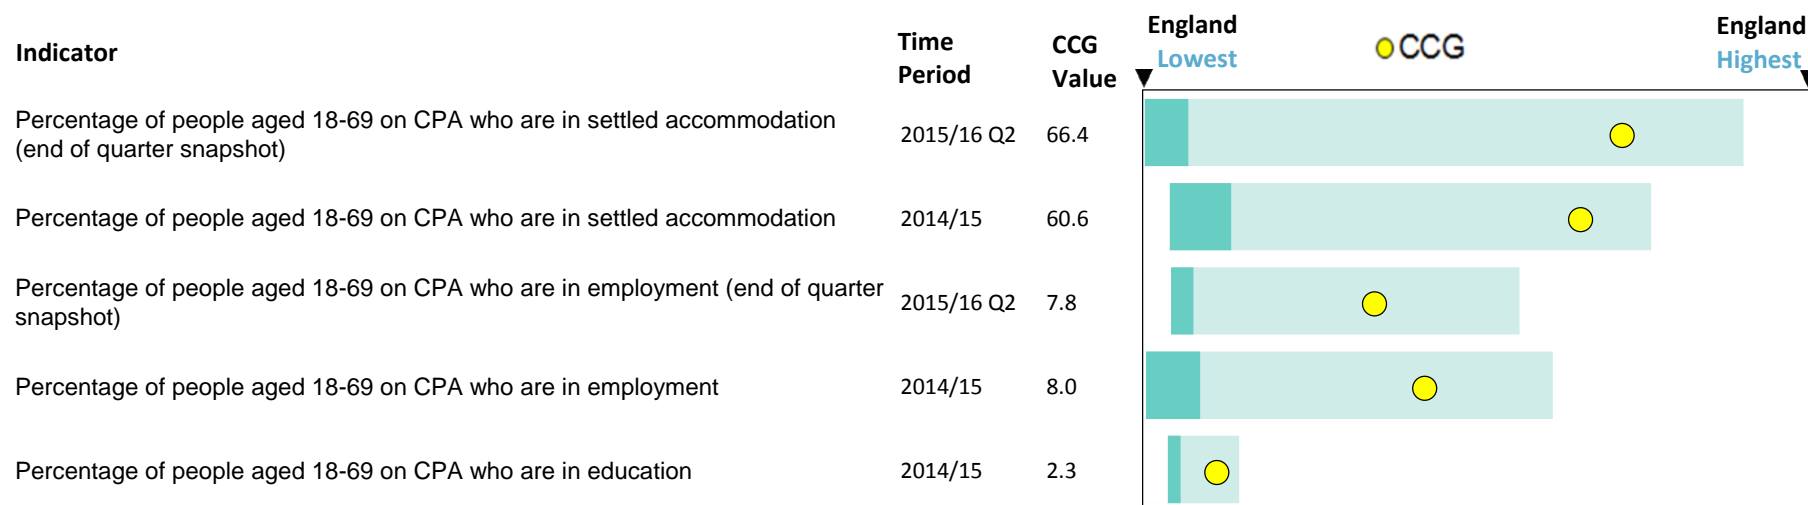 Indicator
Time
Period
CCG
Value
England
Lowest
CCG
England
Highest
Percentage of people aged 18-69 on CPA who are in settled accommodation
(end of quarter snapshot)
2015/16 Q2
66.4
Percentage of people aged 18-69 on CPA who are in settled accommodation
2014/15
60.6
Percentage of people aged 18-69 on CPA who are in employment (end of quarter
snapshot)
2015/16 Q2
7.8
Percentage of people aged 18-69 on CPA who are in employment
2014/15
8.0
Percentage of people aged 18-69 on CPA who are in education
2014/15
2.3